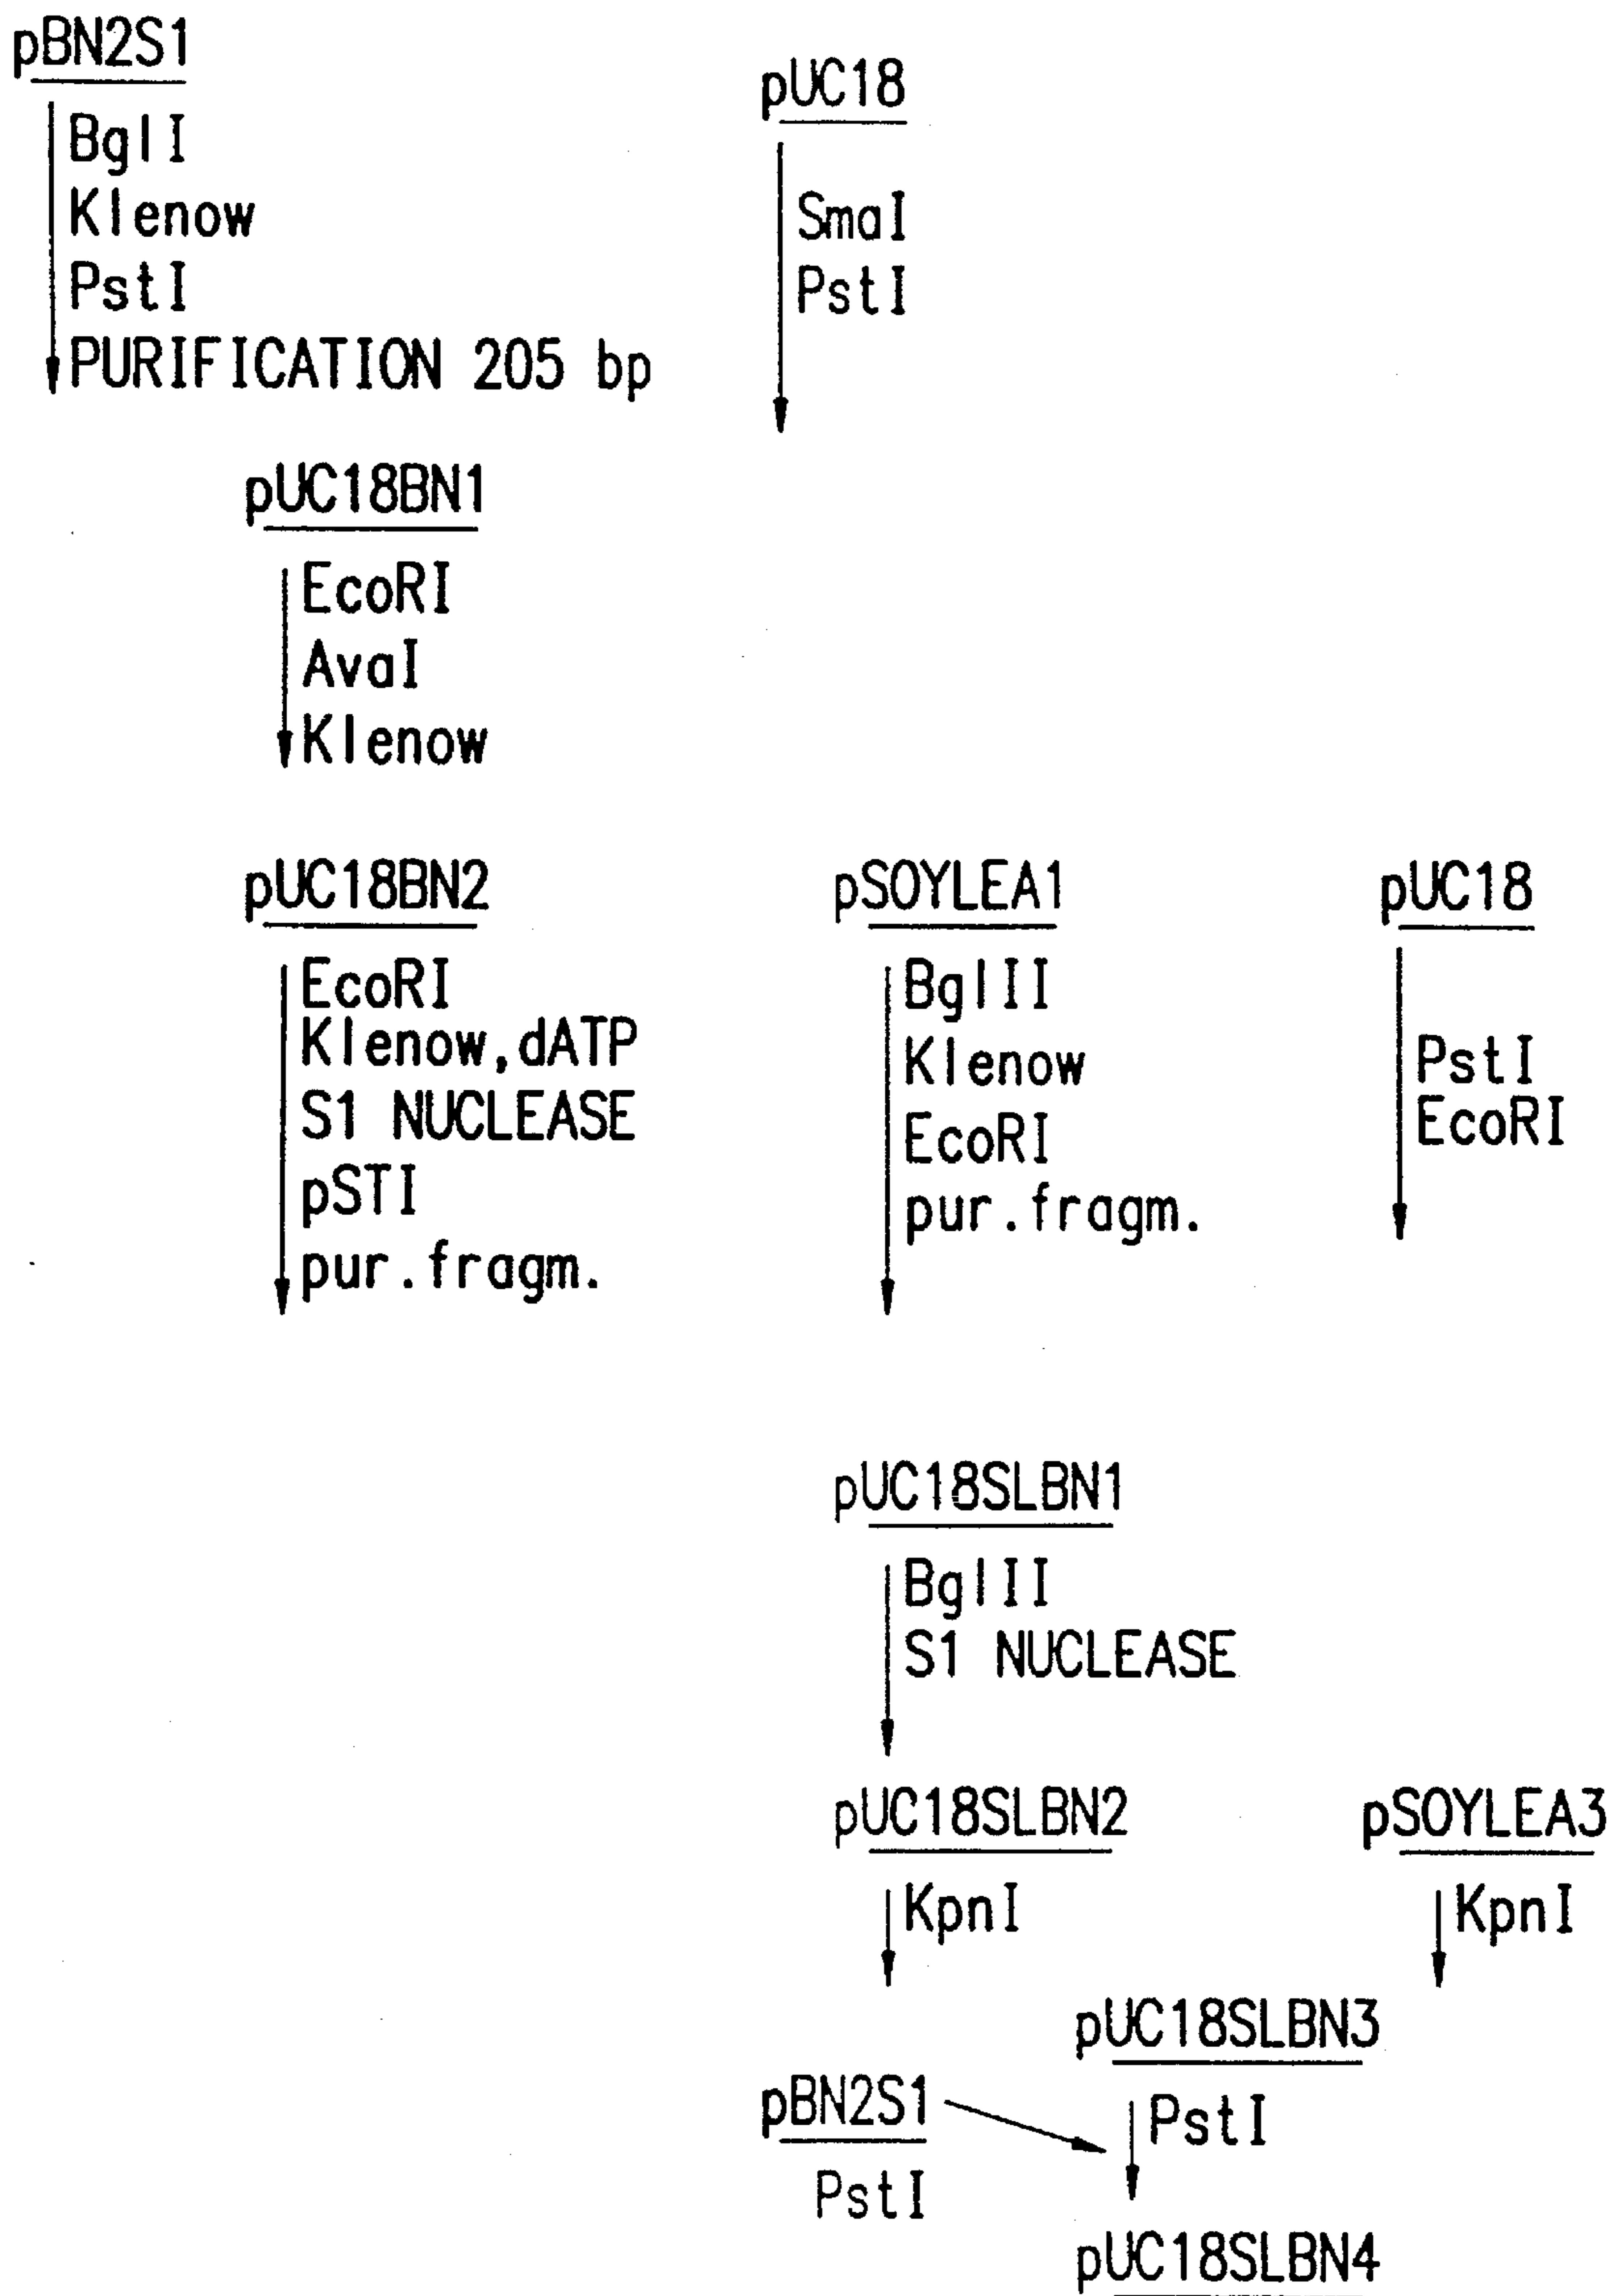 pBN2S1
BglI
Klenow
PstI
PURIFICATION 205 bp
pUC18
SmaI
PstI
pUC18BN1
EcoRI
AvaI
Klenow
pUC18BN2
EcoRI
Klenow,dATP
S1 NUCLEASE
pSTI
pur.fragm.
pSOYLEA1
BglII
Klenow
EcoRI
pur.fragm.
pUC18
PstI
EcoRI
pUC18SLBN1
BglII
S1 NUCLEASE
pUC18SLBN2
KpnI
pSOYLEA3
KpnI
pUC18SLBN3
pBN2S1
PstI
PstI
pUC18SLBN4